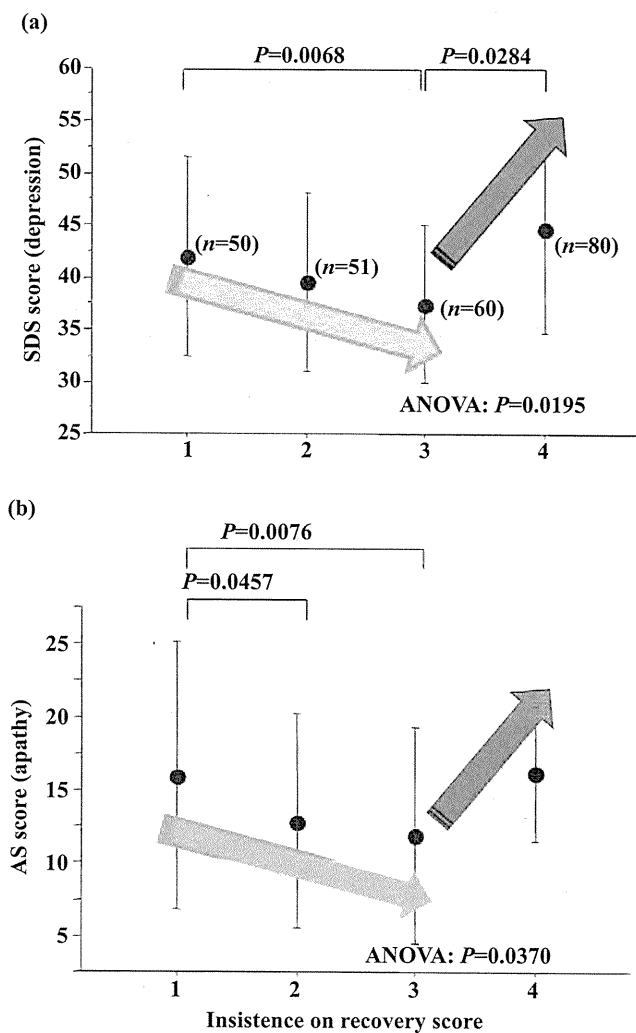 (a)
P=0.0068 P=0.0284
60
55
50
45
40
35
30
25
SDS score (depression)
(n=50)
(n=51)
(n=60)
(n=80)
ANOVA: P=0.0195
1 2 3 4
(b)
P=0.0076
P=0.0457
25
20
15
10
5
AS score (apathy)
ANOVA: P=0.0370
1 2 3 4
Insistence on recovery score